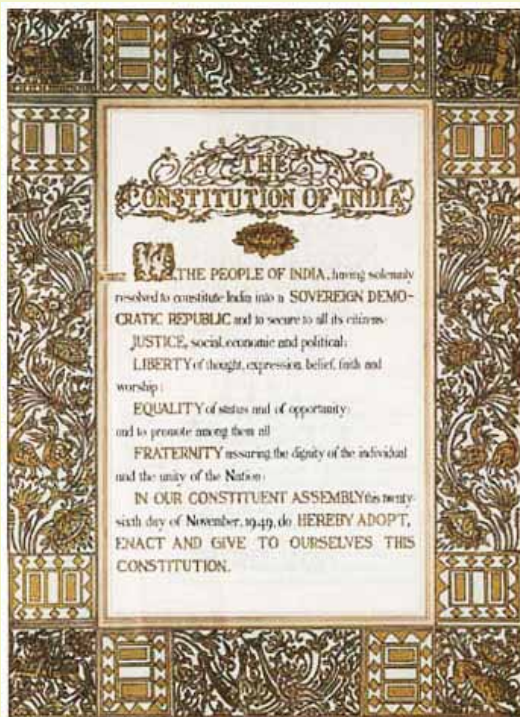 THE
CONSTITUTION OF INDIA
WE, THE PEOPLE OF INDIA, having solemnly
resolved to constitute India into a SOVEREIGN DEMO-
CRATIC REPUBLIC and to secure to all its citizens:
JUSTICE, social, economic and political;
LIBERTY of thought, expression, belief, faith and
worship;
EQUALITY of status and of opportunity;
and to promote among them all
FRATERNITY assuring the dignity of the individual
and the unity of the Nation;
IN OUR CONSTITUENT ASSEMBLY this twenty-
sixth day of November, 1949, do HEREBY ADOPT,
ENACT AND GIVE TO OURSELVES THIS
CONSTITUTION.